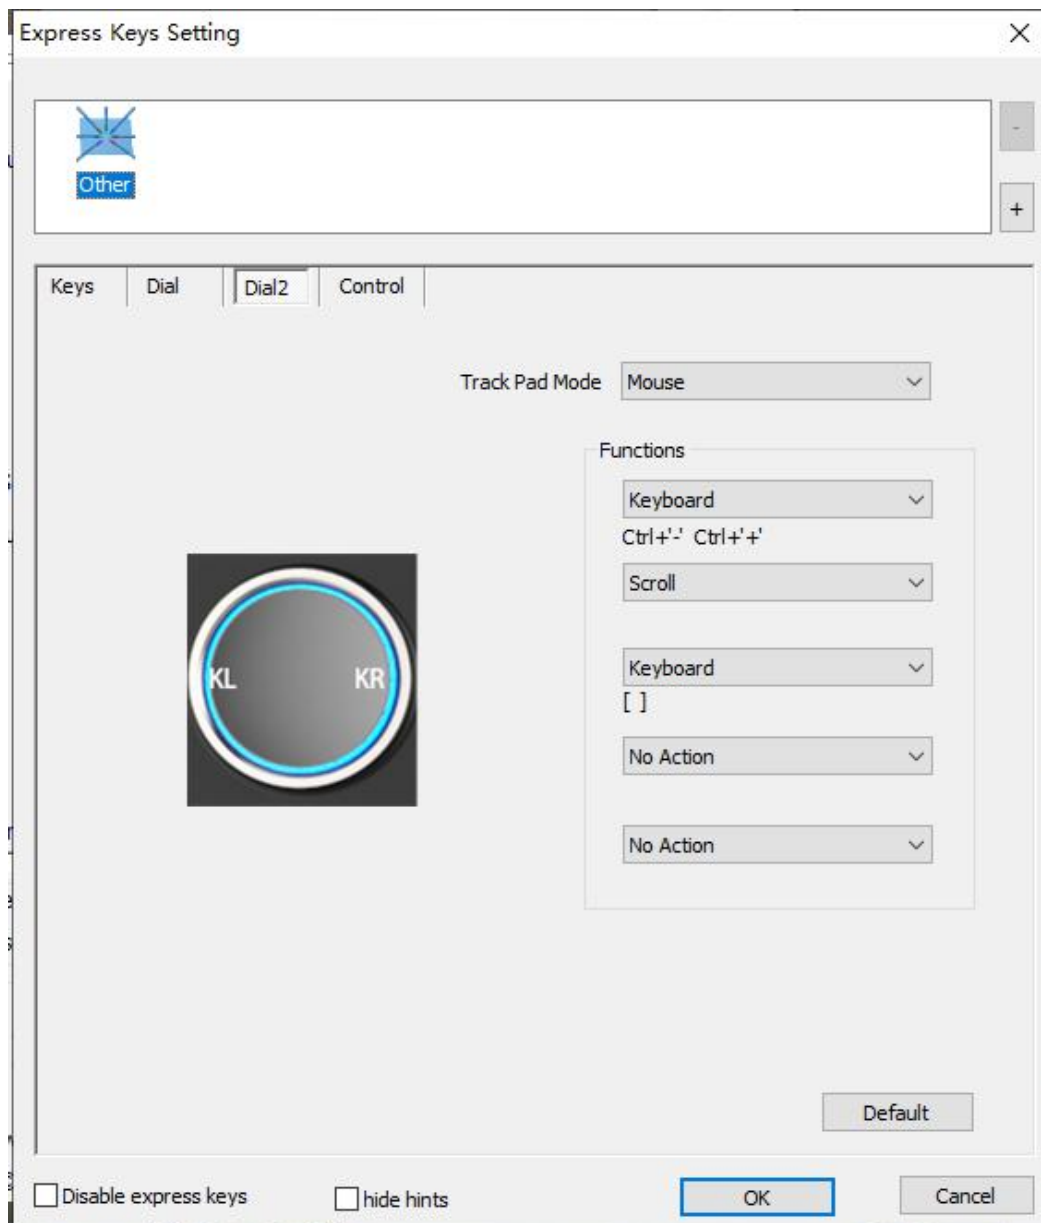 Express Keys Setting
Other
-
+
Keys Dial Dial2 Control
Track Pad Mode Mouse
Functions
Keyboard
Ctrl+'-' Ctrl+'+'
Scroll
KL KR
Keyboard
[ ]
No Action
No Action
Default
Disable express keys hide hints OK Cancel